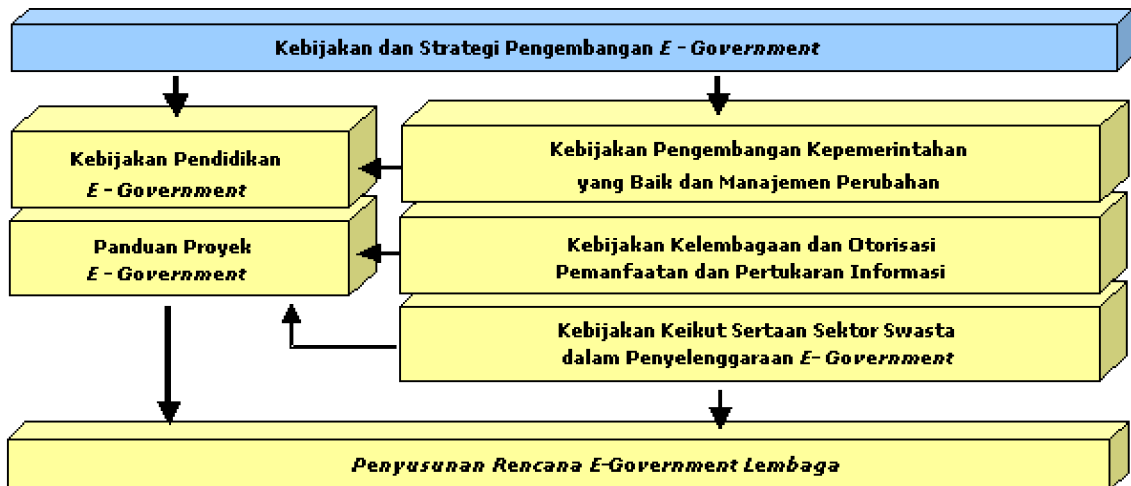 Kebijakan dan Strategi Pengembangan E - Government
Kebijakan Pendidikan
E - Government
Kebijakan Pengembangan Kepemerintahan
yang Baik dan Manajemen Perubahan
Panduan Proyek
E - Government
Kebijakan Kelembagaan dan Otorisasi
Pemanfaatan dan Pertukaran Informasi
Kebijakan Keikut Sertaan Sektor Swasta
dalam Penyelenggaraan E- Government
Penyusunan Rencana E-Government Lembaga